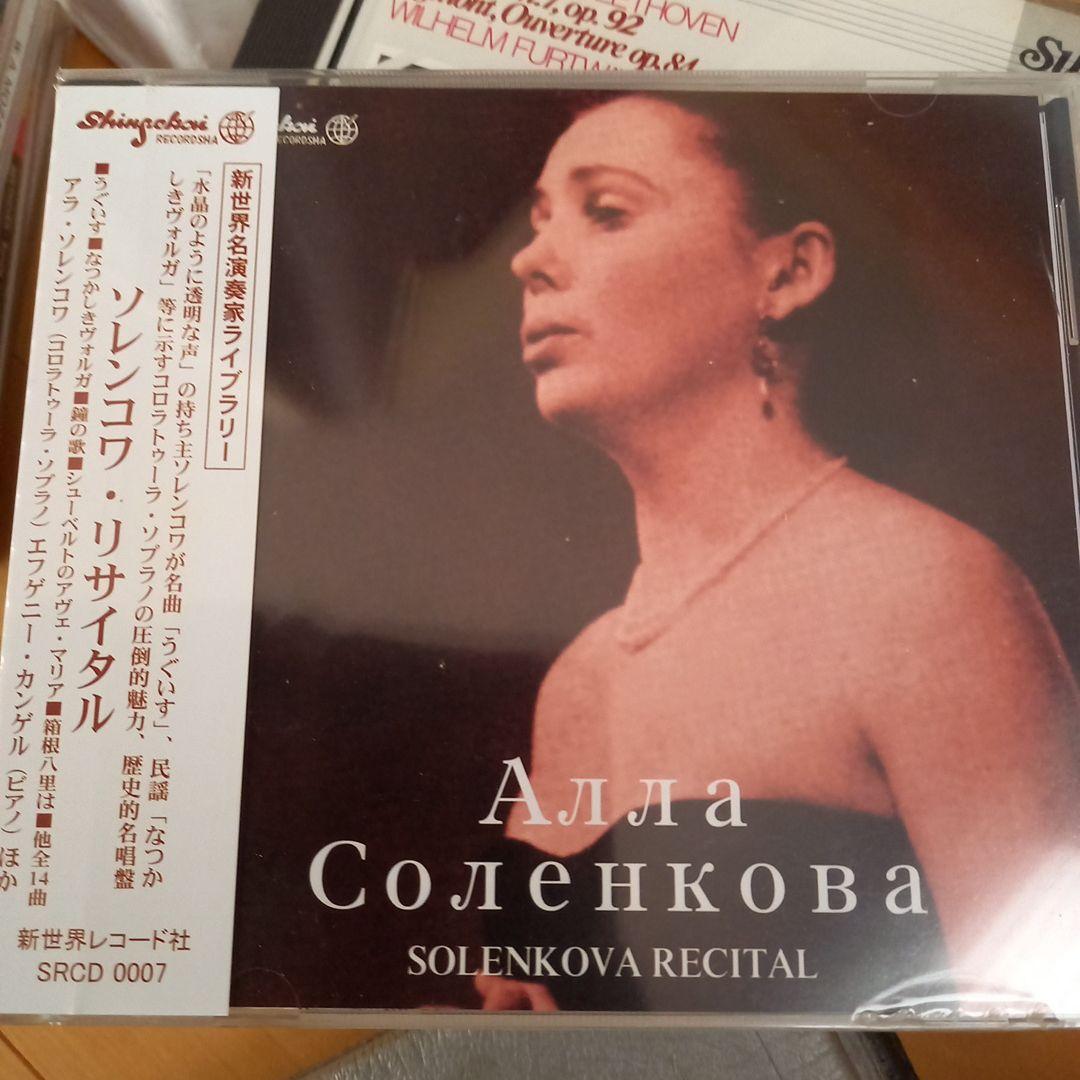 op. 92
WILHELM
Ouverture op.84
Shinsekai
RECORDSHA
RECORDSHA
新世界名演奏家ライブラリー
「水晶のように透明な声」の持ち主ソレンコワが名曲「うぐいす」、民謡「なつか
しきヴォルガ」等に示すコロラトゥーラ・ソプラノの圧倒的魅力、歴史的名唱盤
ソレンコワ・リサイタル
■うぐいす■なつかしきヴォルガ■鐘の歌■シューベルトのアヴェ・マリア■箱根八里は■他全14曲
アラ・ソレンコワ（コロラトゥーラ・ソプラノ）エフゲニー・カンゲル（ピアノ）ほか
新世界レコード社
SRCD 0007
Алла
Соленкова
SOLENKOVA RECITAL